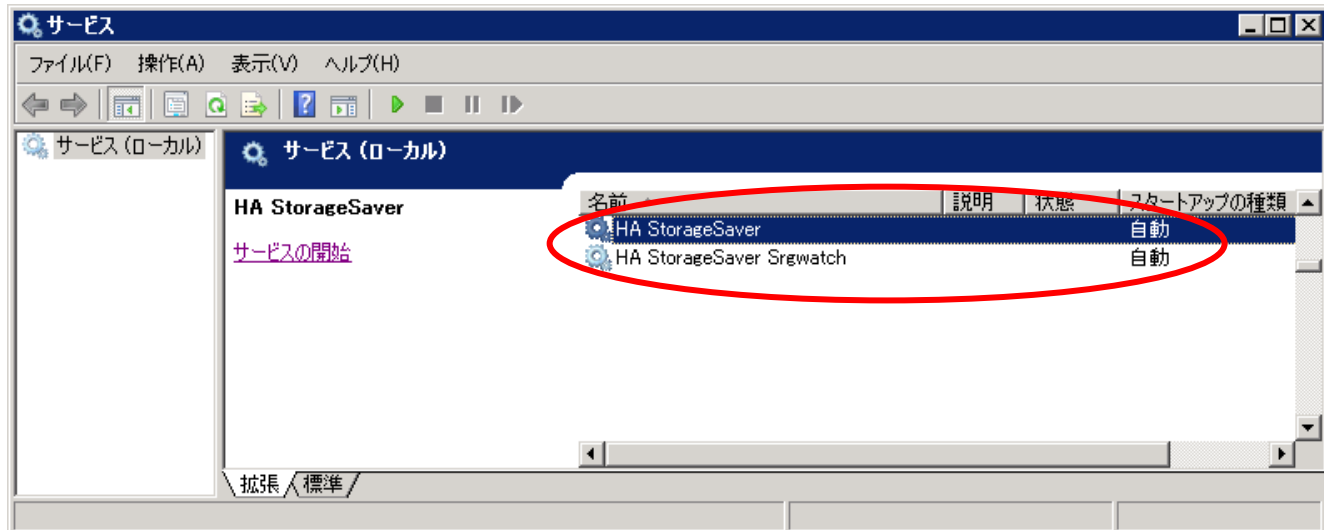 サービス
ファイル(F) 操作(A) 表示(V) ヘルプ(H)
サービス (ローカル)
サービス (ローカル)
HA StorageSaver
サービスの開始
名前 説明 状態 スタートアップの種類
HA StorageSaver 自動
HA StorageSaver Srgwatch 自動
拡張 標準